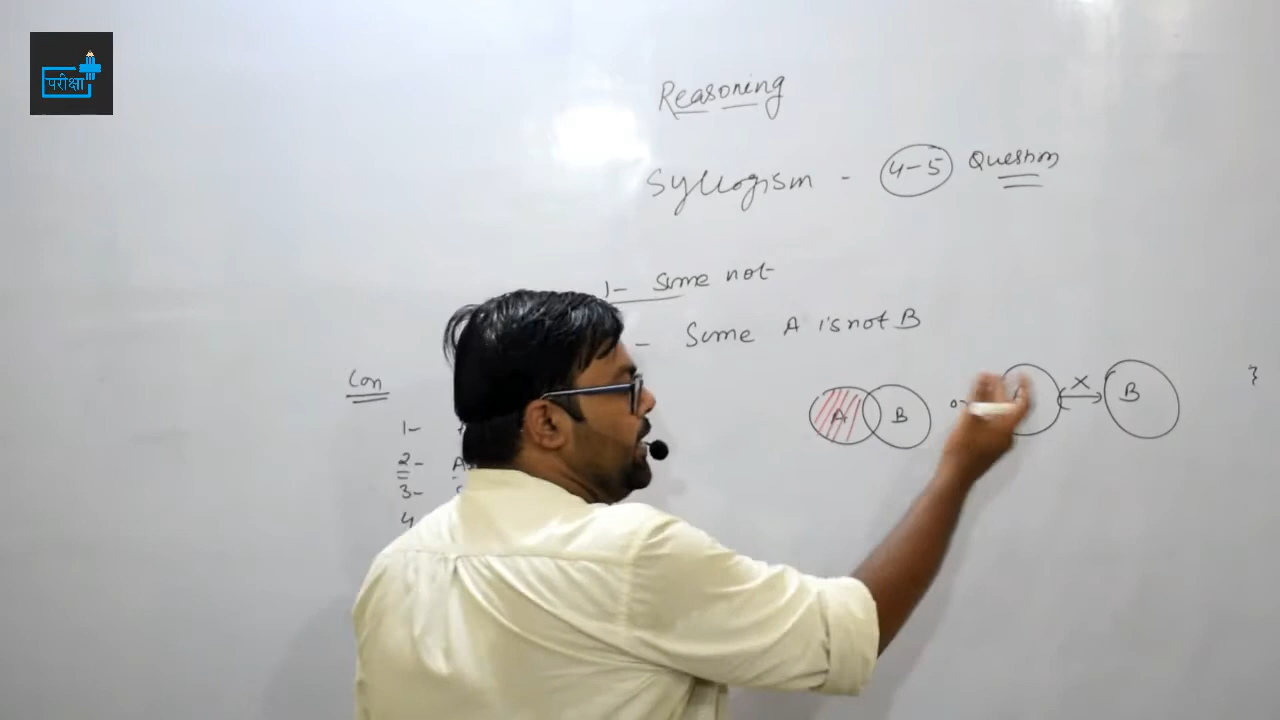 परीक्षा
Reasoning
Syllogism - 4-5 Question
1- Some not
- Some A is not B
Con
1-
2- A
3-
4
A B
X B